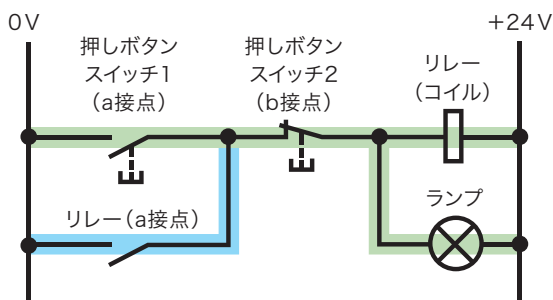 0V
+24V
押しボタン
スイッチ1
（a接点）
押しボタン
スイッチ2
（b接点）
リレー
（コイル）
リレー（a接点）
ランプ